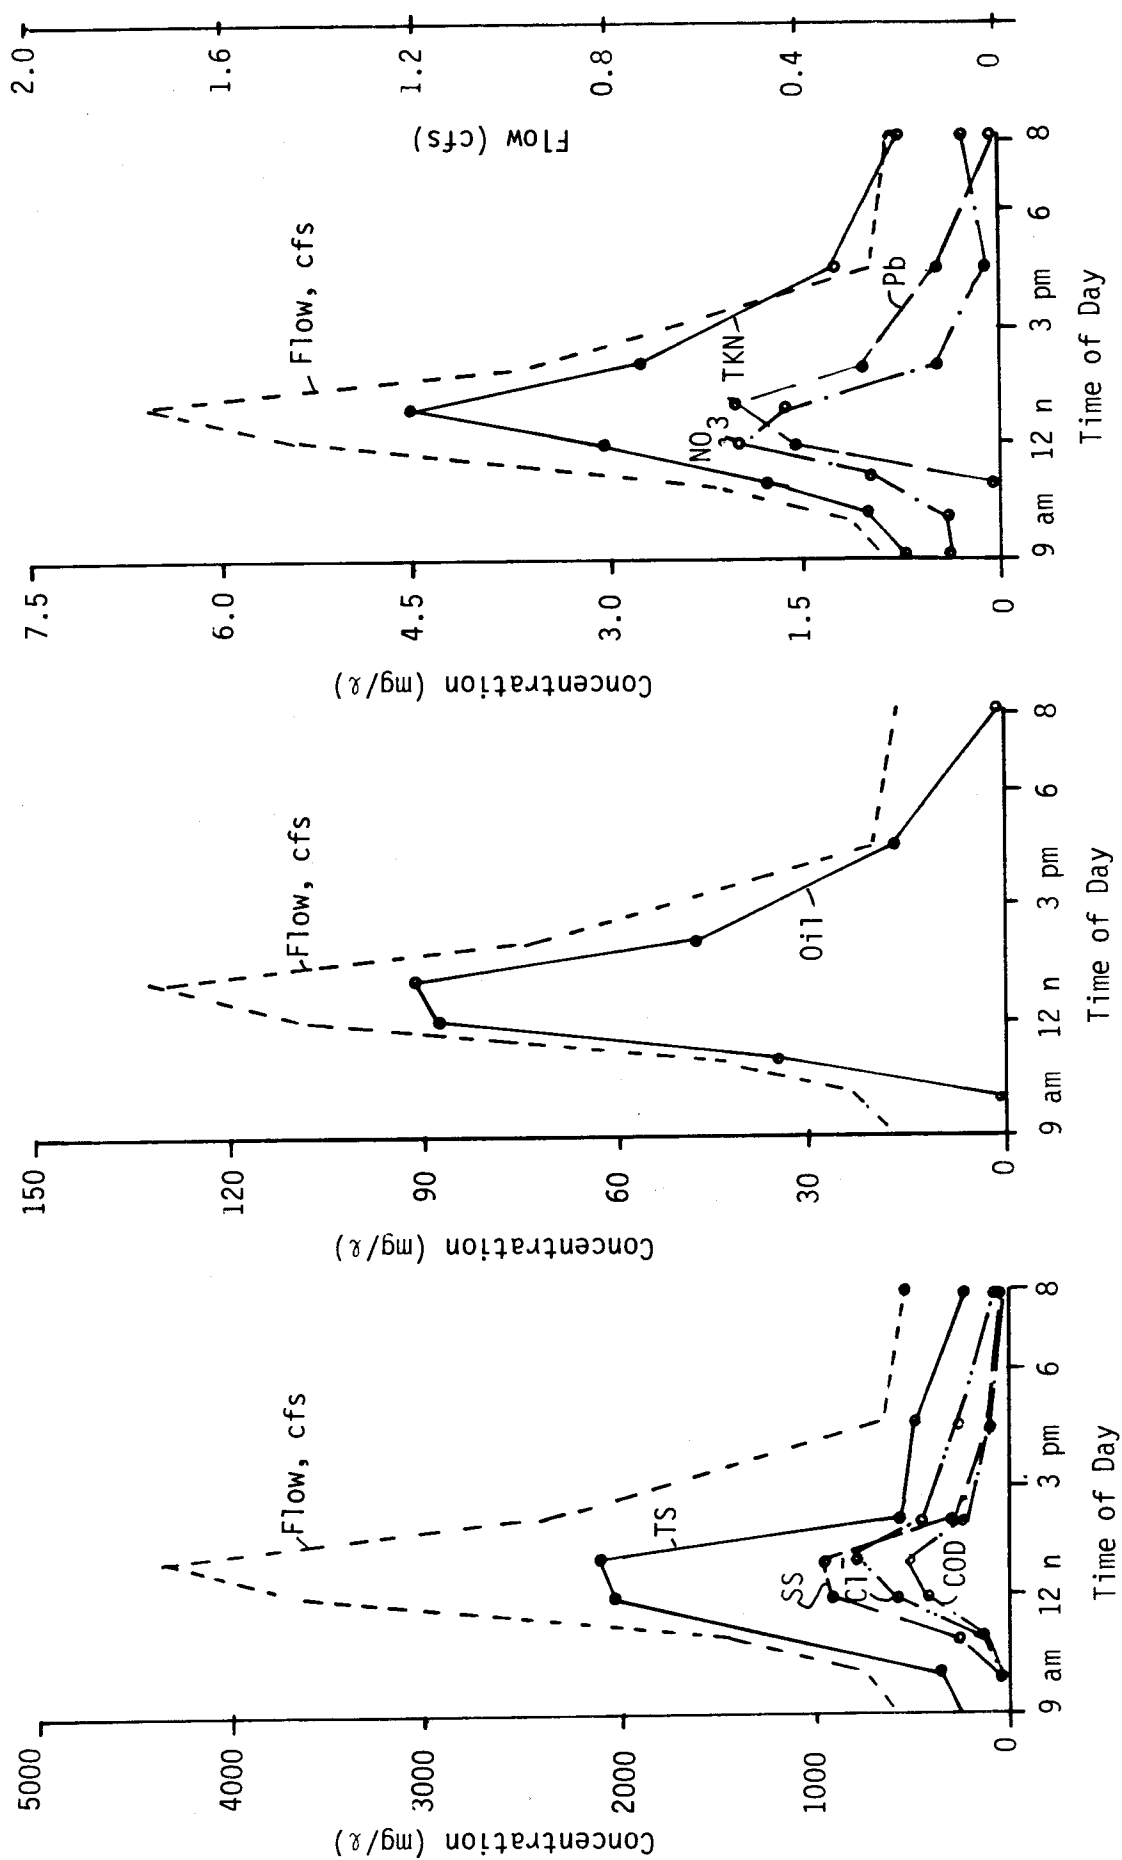 Concentration (mg/ℓ)
5000
4000
3000
2000
1000
0
Flow, cfs
TS
SS
Cl⁻
COD
9 am 12 n 3 pm 6 8
Time of Day
Concentration (mg/ℓ)
150
120
90
60
30
0
Flow, cfs
Oil
9 am 12 n 3 pm 6 8
Time of Day
Concentration (mg/ℓ)
7.5
6.0
4.5
3.0
1.5
0
Flow, cfs
NO3
TKN
Pb
9 am 12 n 3 pm 6 8
Time of Day
Flow (cfs)
2.0
1.6
1.2
0.8
0.4
0